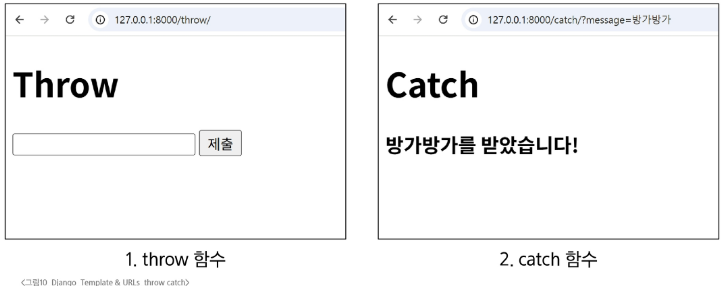 127.0.0.1:8000/throw/
Throw
제출
1. throw 함수
127.0.0.1:8000/catch/?message=방가방가
Catch
방가방가를 받았습니다!
2. catch 함수
<그림10 Django Template & URLs throw catch>